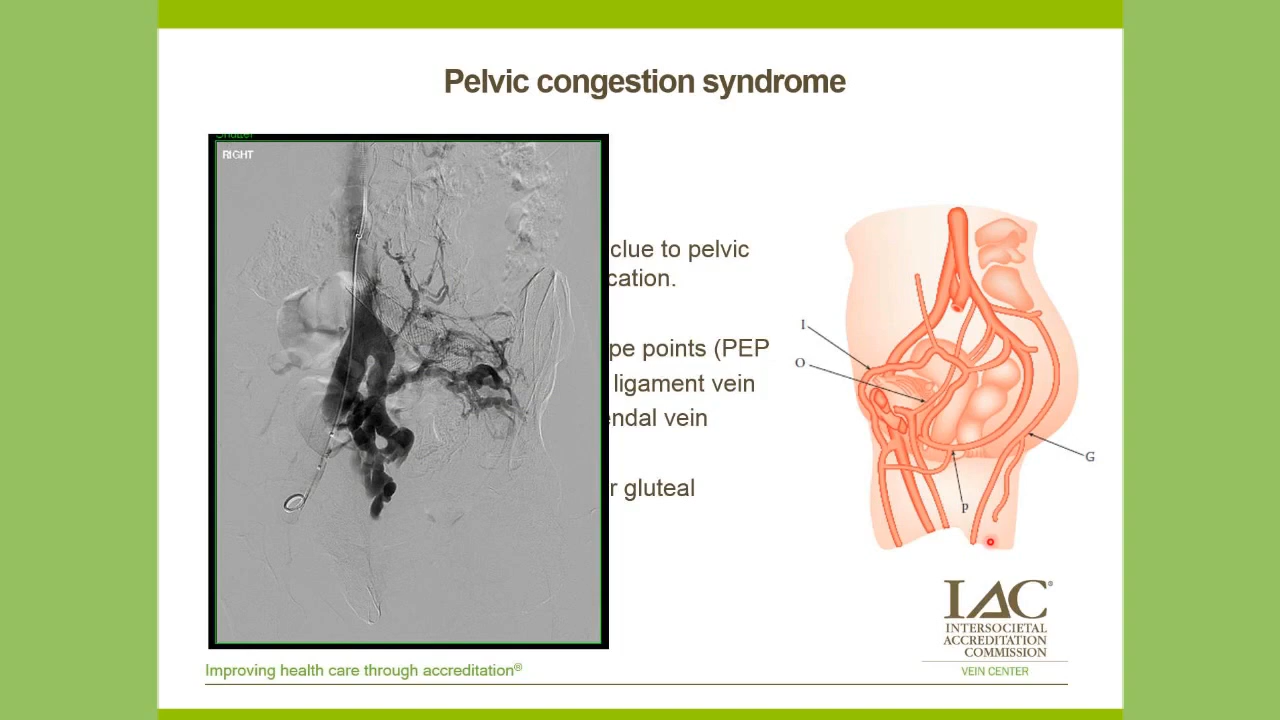 Pelvic congestion syndrome
Shutter
RIGHT
clue to pelvic
cation.
pe points (PEP
ligament vein
endal vein
r gluteal
I
O
G
p
IAC®
INTERSOCIETAL
ACCREDITATION
COMMISSION
VEIN CENTER
Improving health care through accreditation®